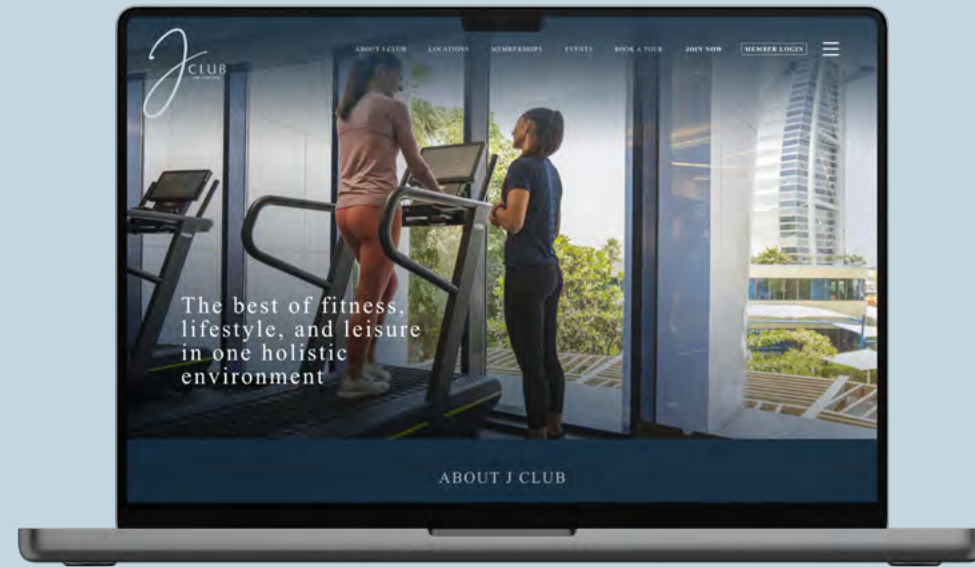 J CLUB
ABOUT J CLUB LOCATIONS MEMBERSHIPS EVENTS BOOK A TOUR JOIN NOW MEMBER LOGIN
The best of fitness,
lifestyle, and leisure
in one holistic
environment
ABOUT J CLUB